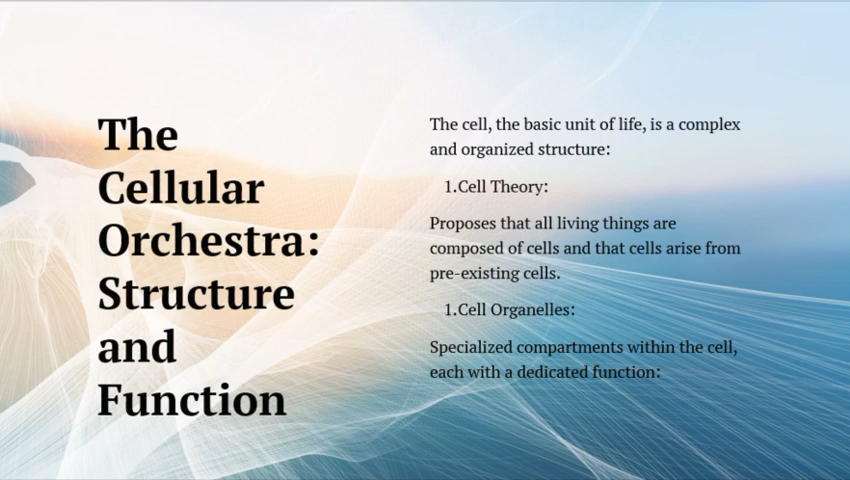 The
Cellular
Orchestra:
Structure
and
Function
The cell, the basic unit of life, is a complex
and organized structure:
1.Cell Theory:
Proposes that all living things are
composed of cells and that cells arise from
pre-existing cells.
1.Cell Organelles:
Specialized compartments within the cell,
each with a dedicated function: